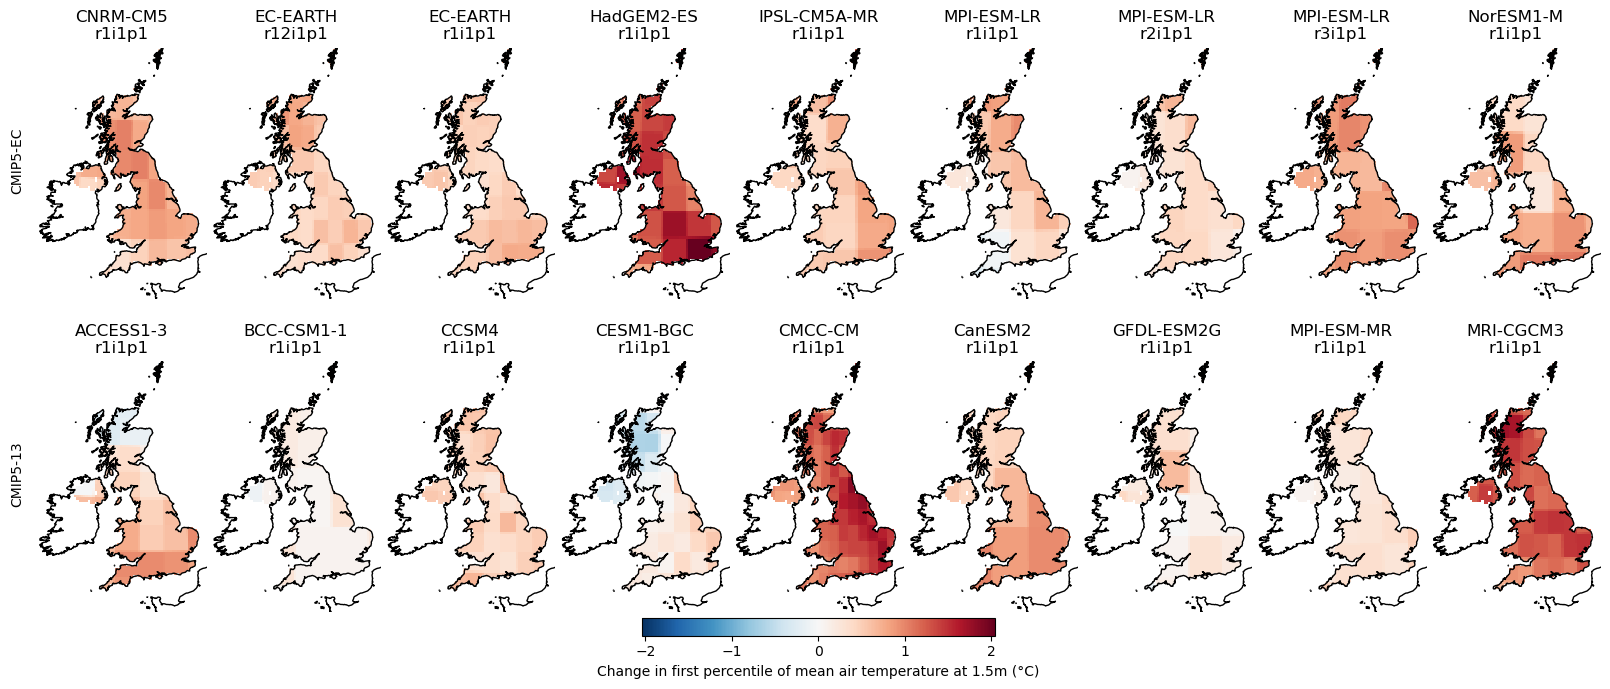 CNRM-CM5 EC-EARTH EC-EARTH HadGEM2-ES IPSL-CM5A-MR MPI-ESM-LR MPI-ESM-LR MPI-ESM-LR NorESM1-M
r1i1p1 r12i1p1 r1i1p1 r1i1p1 r1i1p1 r1i1p1 r2i1p1 r3i1p1 r1i1p1
CMIP5-EC
ACCESS1-3 BCC-CSM1-1 CCSM4 CESM1-BGC CMCC-CM CanESM2 GFDL-ESM2G MPI-ESM-MR MRI-CGCM3
r1i1p1 r1i1p1 r1i1p1 r1i1p1 r1i1p1 r1i1p1 r1i1p1 r1i1p1 r1i1p1
CMIP5-13
−2 −1 0 1 2
Change in first percentile of mean air temperature at 1.5m (°C)